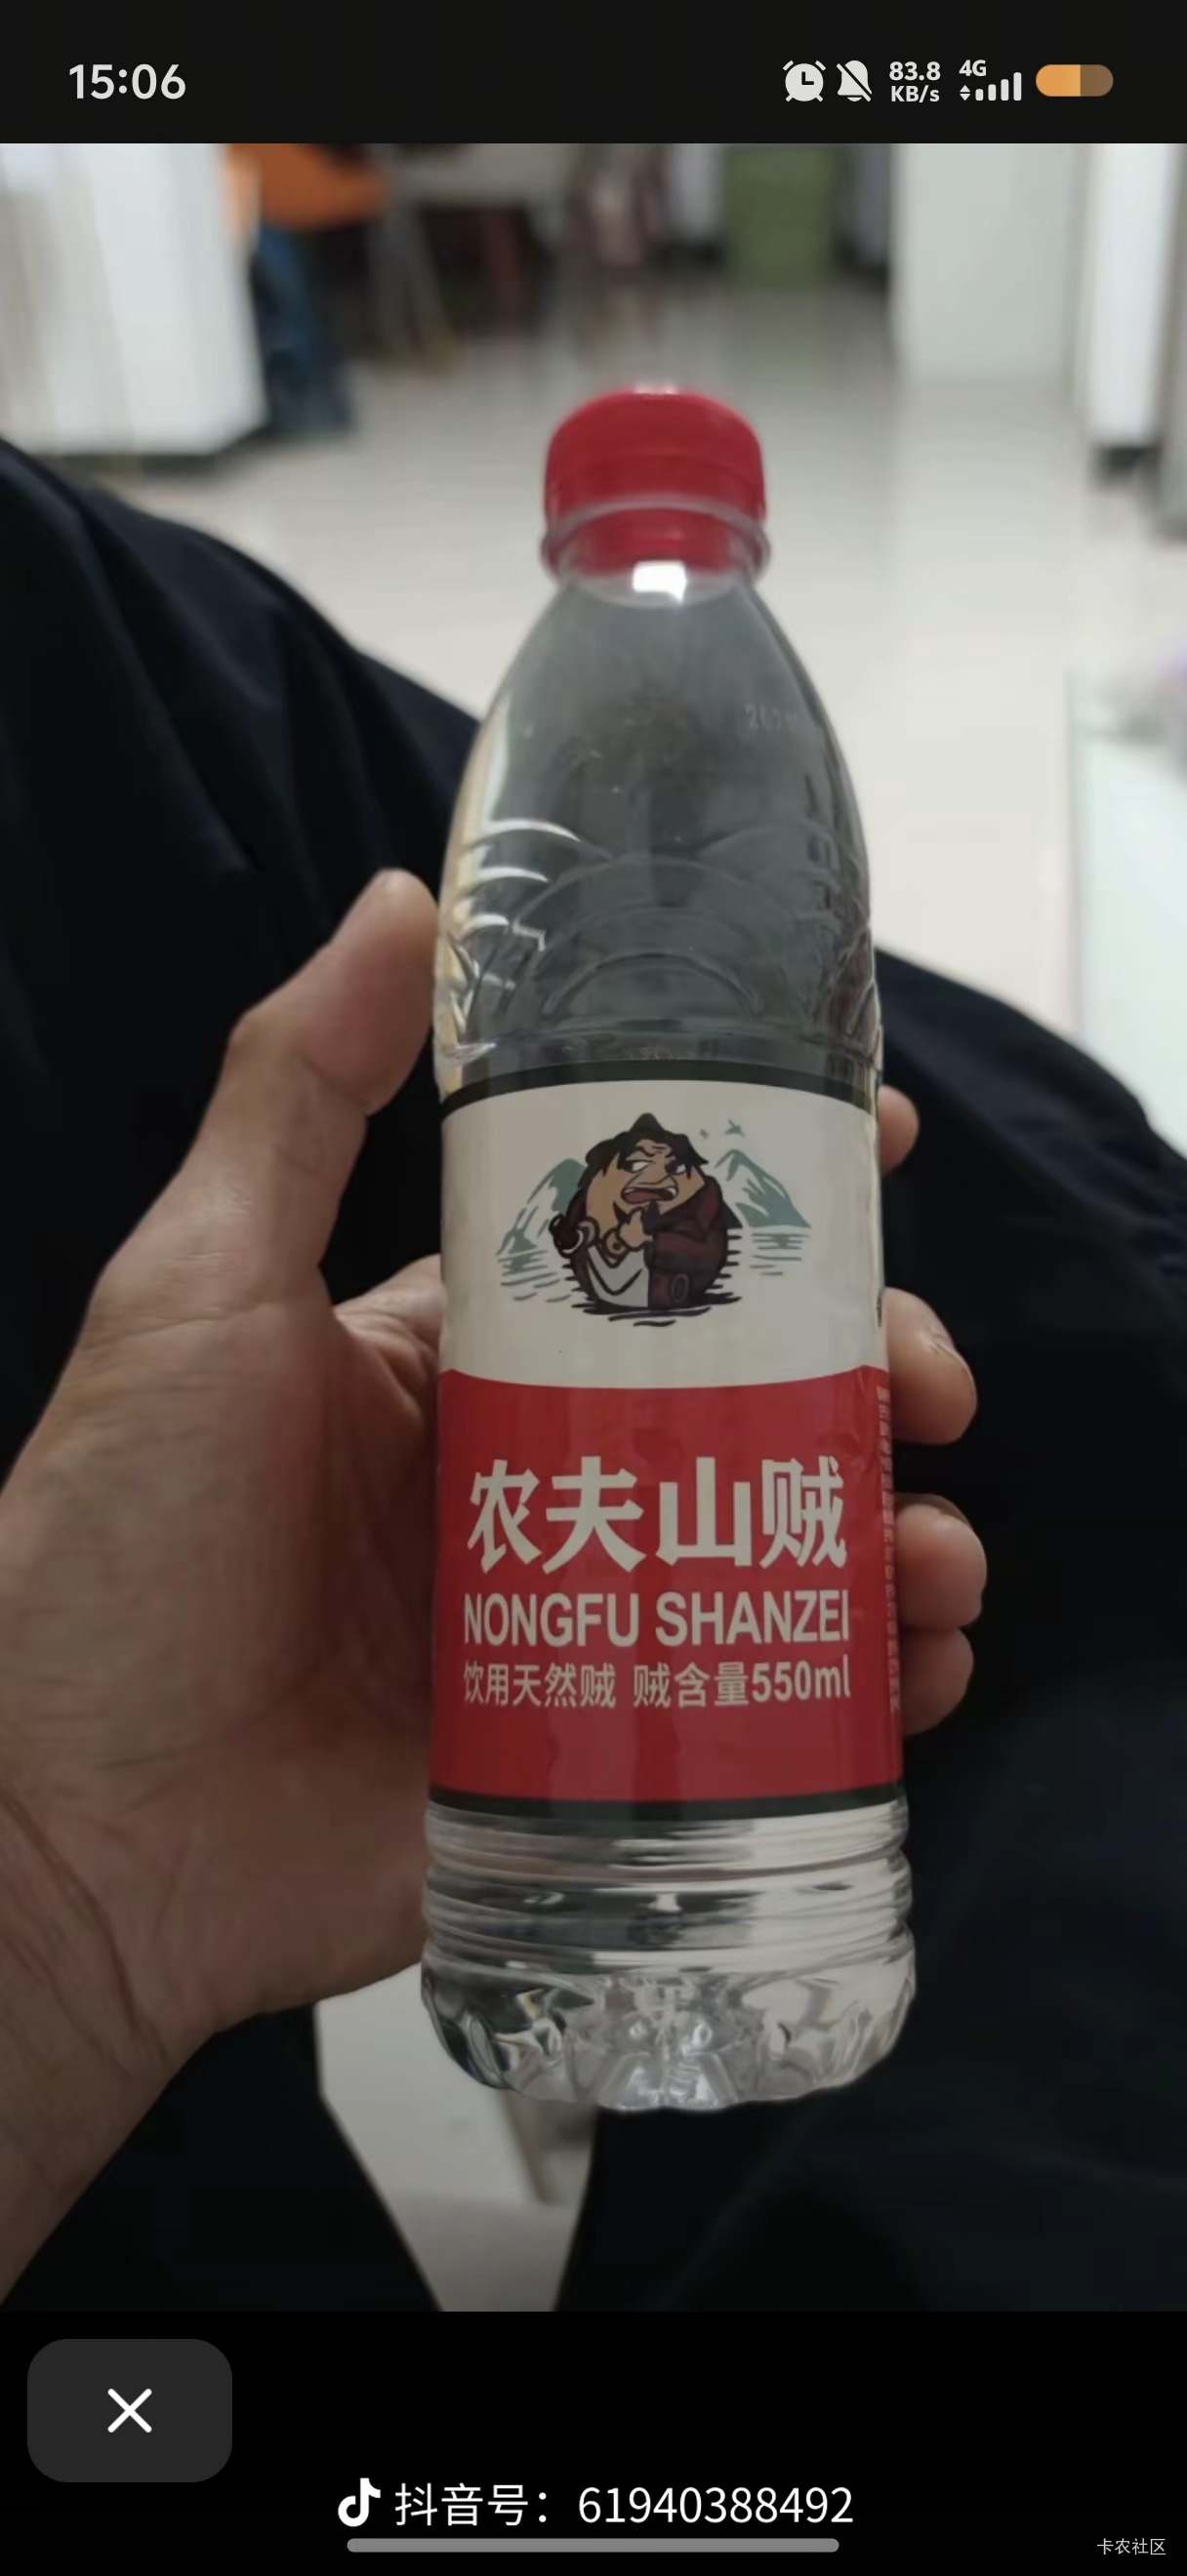 15:06
83.8
KB/s
4G
农夫山贼
NONGFU SHANZEI
饮用天然贼 贼含量550ml
抖音号：61940388492
卡农社区